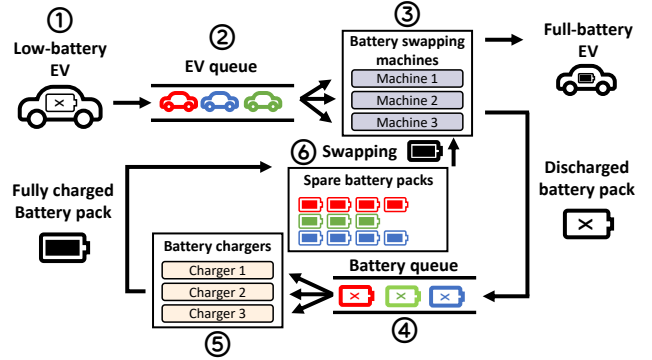 ①
Low-battery
EV
②
EV queue
③
Battery swapping
machines
Machine 1
Machine 2
Machine 3
Full-battery
EV
⑥ Swapping
Spare battery packs
Fully charged
Battery pack
Discharged
battery pack
Battery chargers
Charger 1
Charger 2
Charger 3
⑤
Battery queue
④